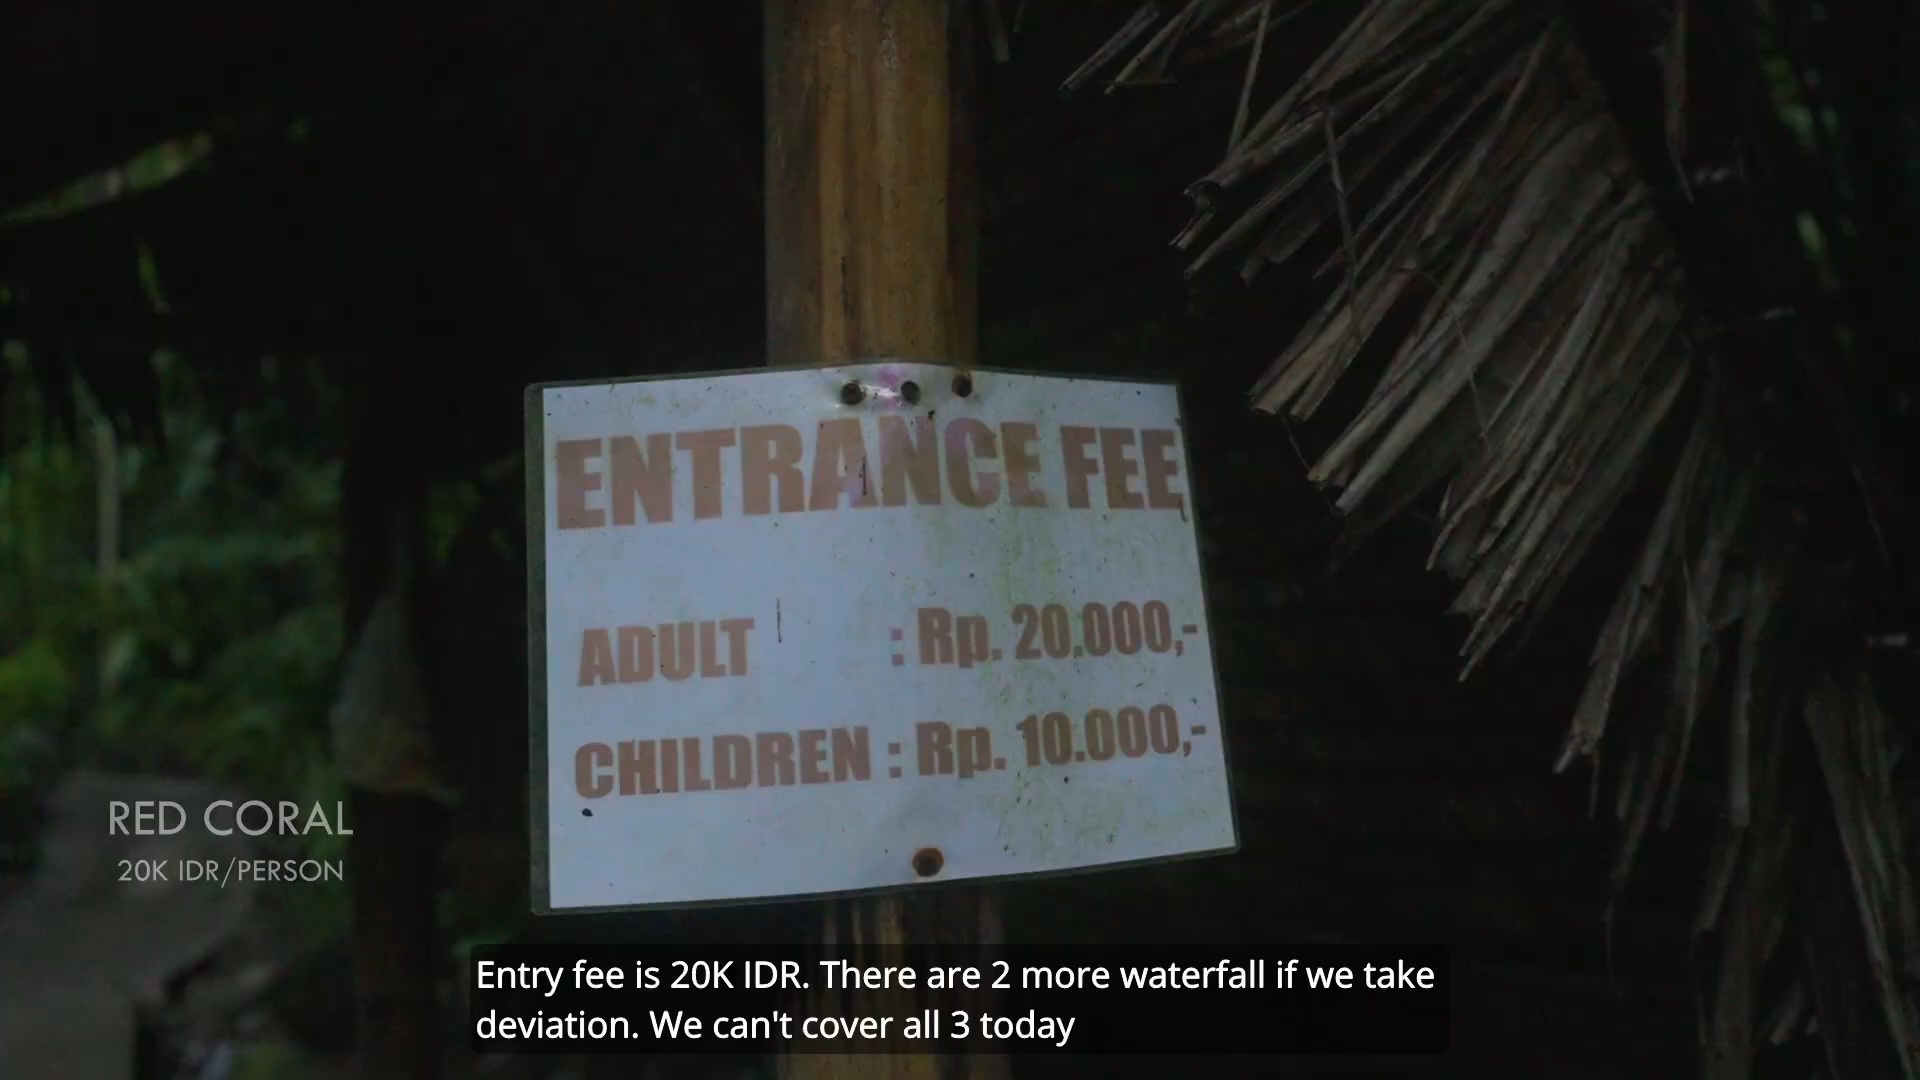 ENTRANCE FEE
ADULT : Rp. 20.000,-
CHILDREN : Rp. 10.000,-
RED CORAL
20K IDR/PERSON
Entry fee is 20K IDR. There are 2 more waterfall if we take
deviation. We can't cover all 3 today